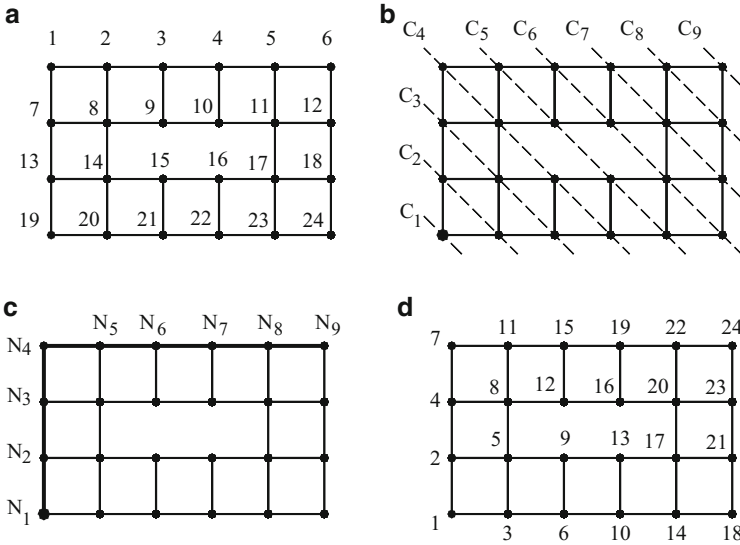 a
1 2 3 4 5 6
7 8 9 10 11 12
13 14 15 16 17 18
19 20 21 22 23 24
b
C4 C5 C6 C7 C8 C9
C3
C2
C1
c
N5 N6 N7 N8 N9
N4
N3
N2
N1
d
7 11 15 19 22 24
4 8 12 16 20 23
2 5 9 13 17 21
1 3 6 10 14 18